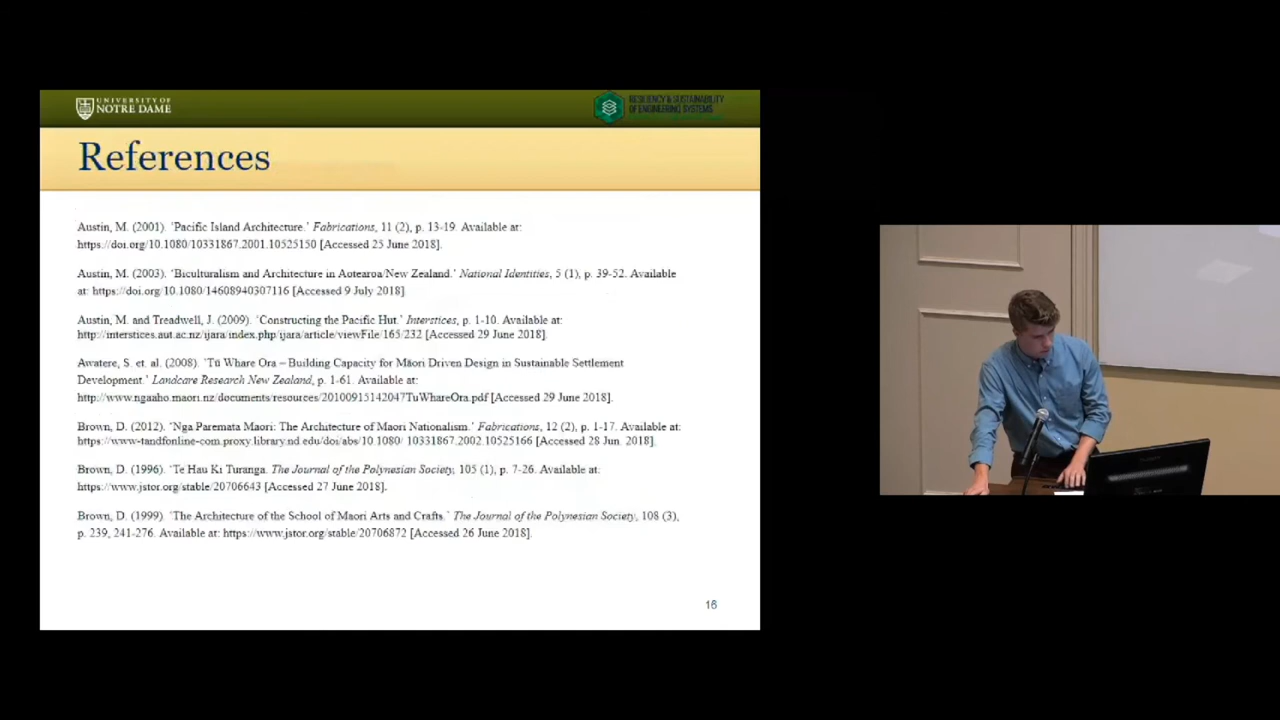 UNIVERSITY OF
NOTRE DAME
RESILIENCY & SUSTAINABILITY
OF ENGINEERING SYSTEMS
References
Austin, M. (2001). 'Pacific Island Architecture.' Fabrications, 11 (2), p. 13-19. Available at:
https://doi.org/10.1080/10331867.2001.10525150 [Accessed 25 June 2018].
Austin, M. (2003). 'Biculturalism and Architecture in Aotearoa/New Zealand.' National Identities, 5 (1), p. 39-52. Available
at: https://doi.org/10.1080/14608940307116 [Accessed 9 July 2018].
Austin, M. and Treadwell, J. (2009). 'Constructing the Pacific Hut.' Interstices, p. 1-10. Available at:
http://interstices.aut.ac.nz/ijara/index.php/ijara/article/viewFile/165/232 [Accessed 29 June 2018].
Awatere, S. et. al. (2008). 'Tū Whare Ora – Building Capacity for Māori Driven Design in Sustainable Settlement
Development.' Landcare Research New Zealand, p. 1-61. Available at:
http://www.ngaaho.maori.nz/documents/resources/20100915142047TuWhareOra.pdf [Accessed 29 June 2018].
Brown, D. (2012). 'Nga Paremata Maori: The Architecture of Maori Nationalism.' Fabrications, 12 (2), p. 1-17. Available at:
https://www-tandfonline-com.proxy.library.nd.edu/doi/abs/10.1080/ 10331867.2002.10525166 [Accessed 28 Jun. 2018].
Brown, D. (1996). 'Te Hau Ki Turanga. The Journal of the Polynesian Society, 105 (1), p. 7-26. Available at:
https://www.jstor.org/stable/20706643 [Accessed 27 June 2018].
Brown, D. (1999). 'The Architecture of the School of Maori Arts and Crafts.' The Journal of the Polynesian Society, 108 (3),
p. 239, 241-276. Available at: https://www.jstor.org/stable/20706872 [Accessed 26 June 2018].
16